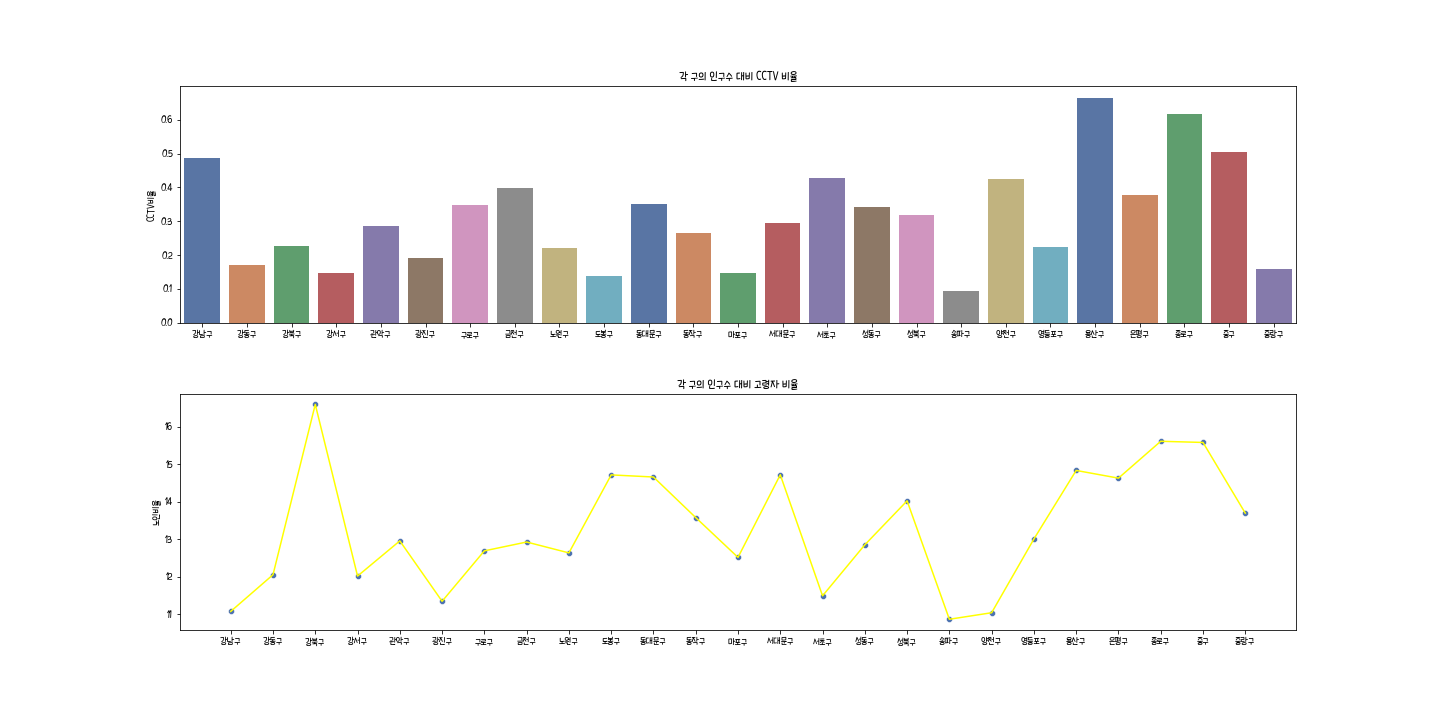 각 구의 인구수 대비 CCTV 비율
CCTV비율
0.6
0.5
0.4
0.3
0.2
0.1
0.0
강남구 강동구 강북구 강서구 관악구 광진구 구로구 금천구 노원구 도봉구 동대문구 동작구 마포구 서대문구 서초구 성동구 성북구 송파구 양천구 영등포구 용산구 은평구 종로구 중구 중랑구
각 구의 인구수 대비 고령자 비율
노인비율
16
15
14
13
12
11
강남구 강동구 강북구 강서구 관악구 광진구 구로구 금천구 노원구 도봉구 동대문구 동작구 마포구 서대문구 서초구 성동구 성북구 송파구 양천구 영등포구 용산구 은평구 종로구 중구 중랑구